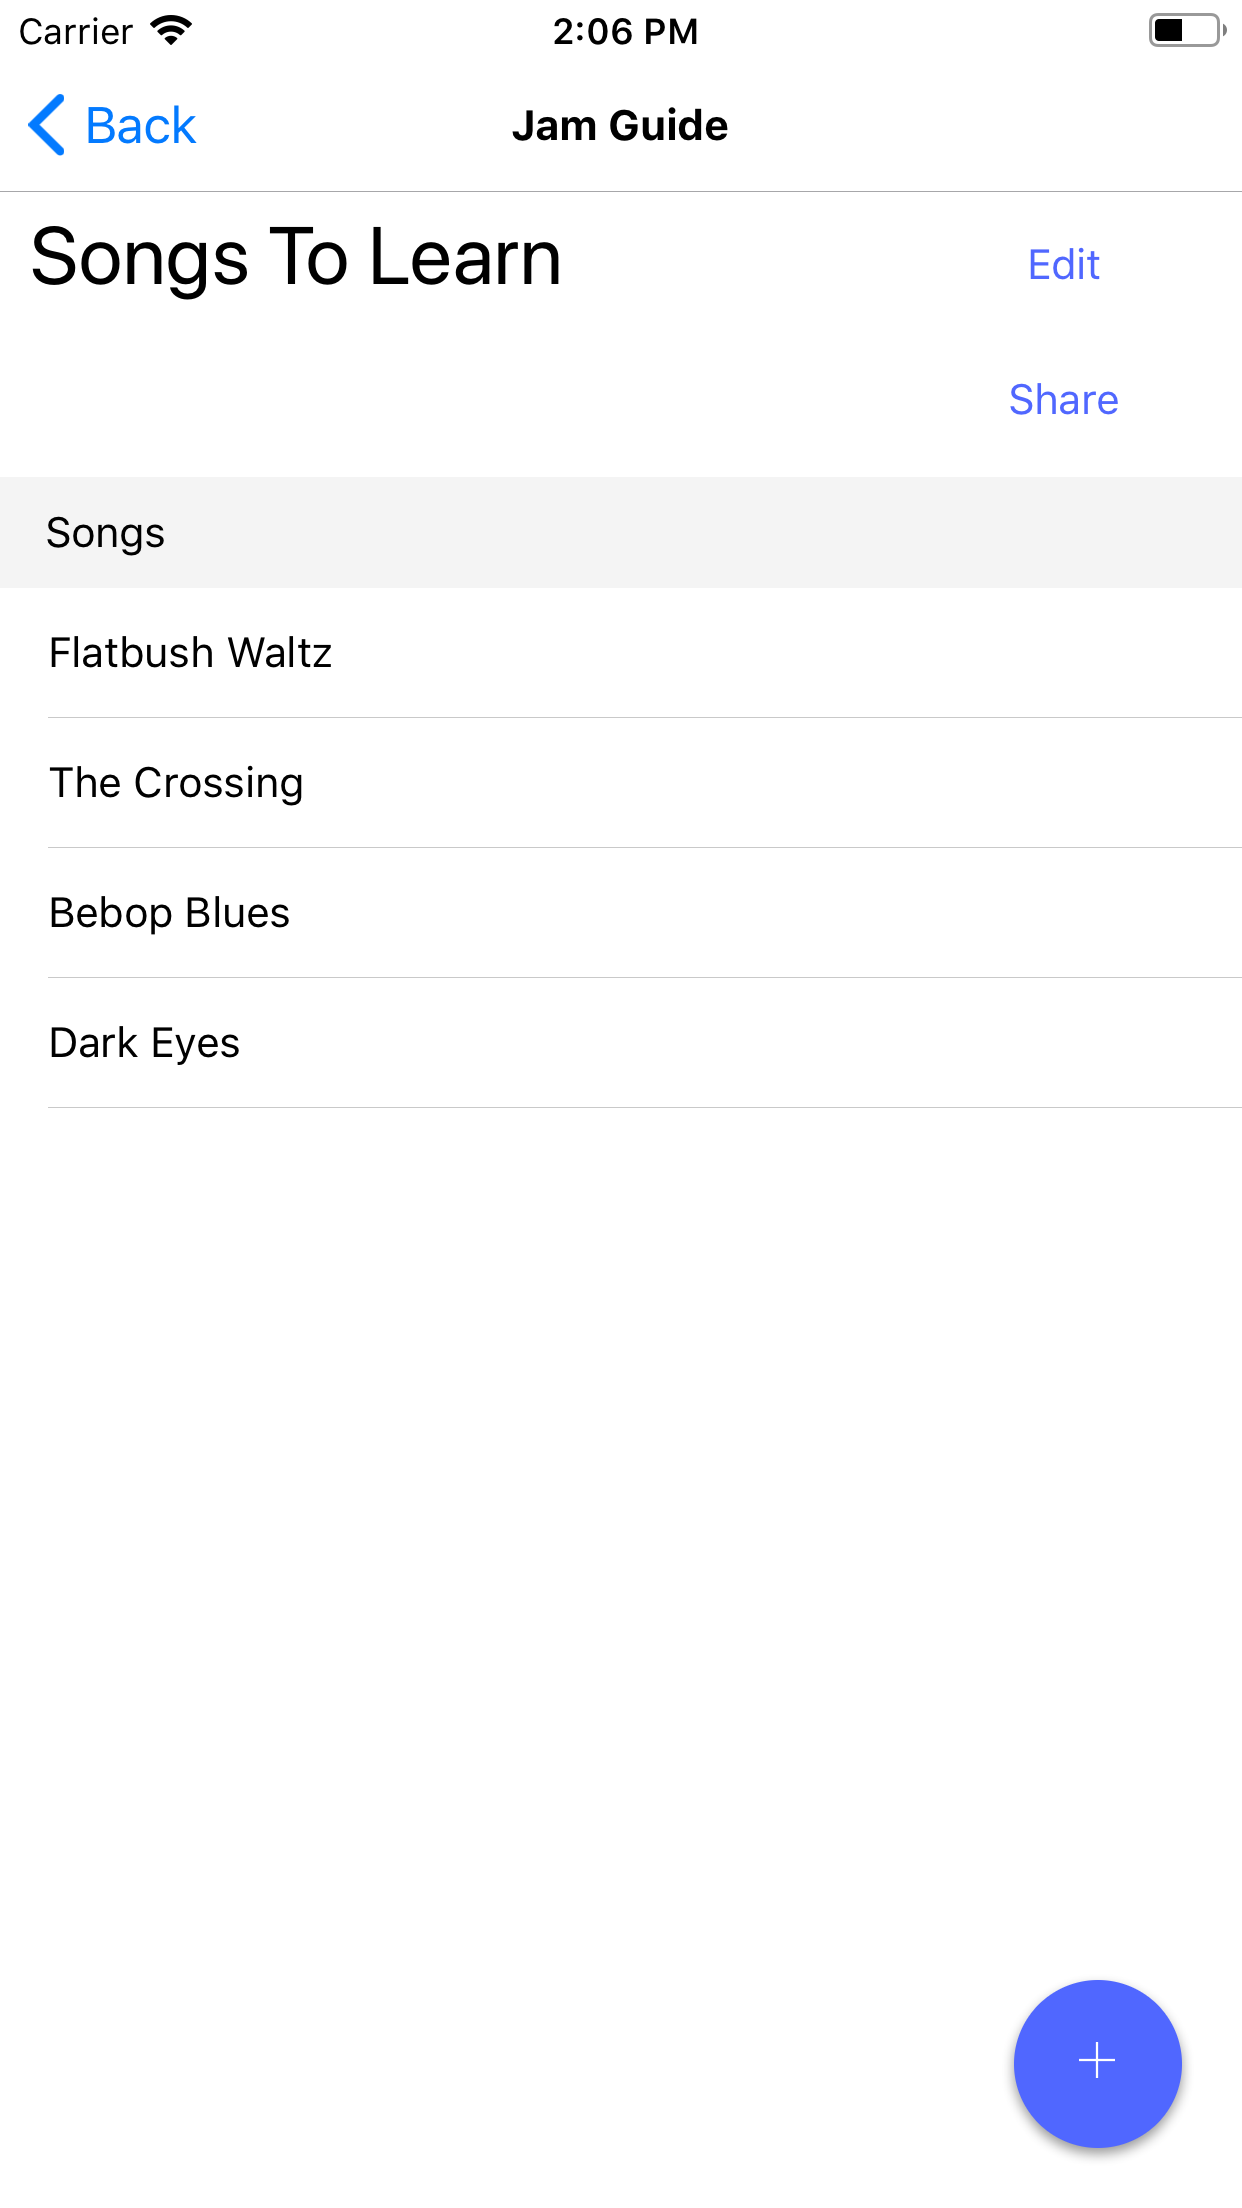 Carrier 2:06 PM
Back Jam Guide
Songs To Learn Edit
Share
Songs
Flatbush Waltz
The Crossing
Bebop Blues
Dark Eyes